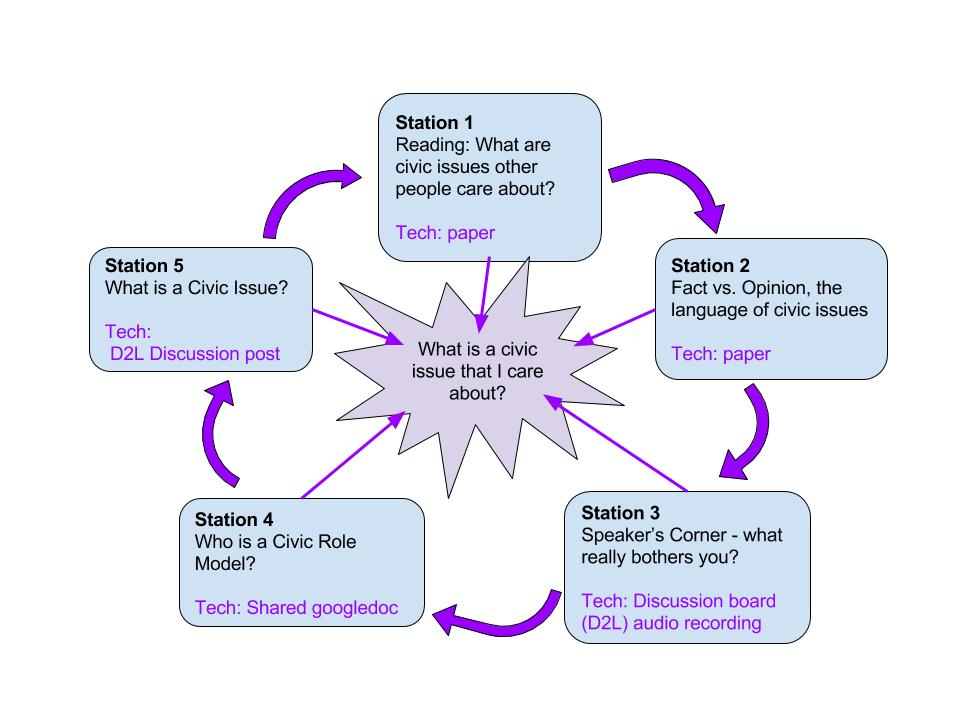 Station 1
Reading: What are
civic issues other
people care about?
Tech: paper
Station 2
Fact vs. Opinion, the
language of civic issues
Tech: paper
Station 3
Speaker's Corner - what
really bothers you?
Tech: Discussion board
(D2L) audio recording
Station 4
Who is a Civic Role
Model?
Tech: Shared googledoc
Station 5
What is a Civic Issue?
Tech:
D2L Discussion post
What is a civic
issue that I care
about?